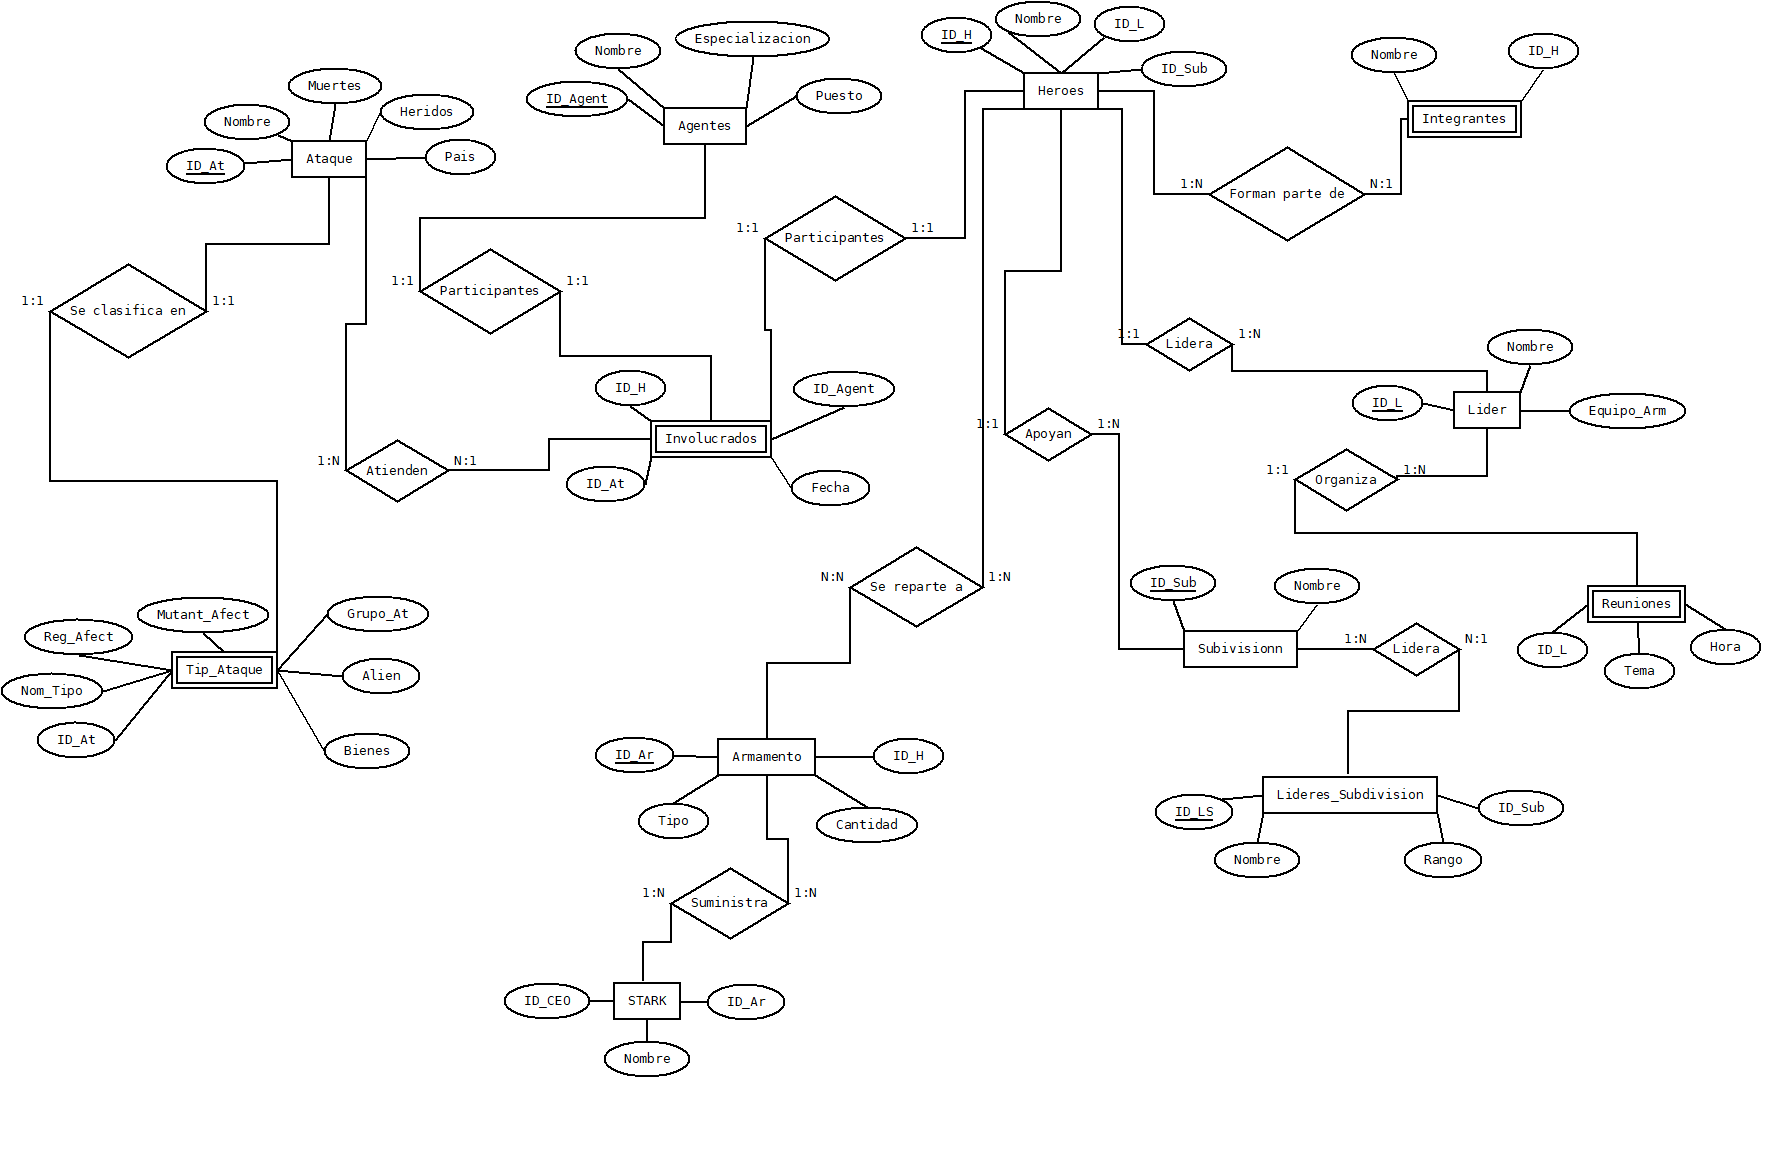 Nombre
ID_L
ID_H
ID_Sub
Heroes
Nombre
ID_H
Integrantes
1:N
Forman parte de
N:1
Nombre
Especializacion
ID_Agent
Puesto
Agentes
Muertes
Nombre
Heridos
ID_At
Pais
Ataque
1:1
Participantes
1:1
1:1
Participantes
1:1
1:1
Se clasifica en
1:1
1:1
Lidera
1:N
Nombre
ID_L
Equipo_Arm
Lider
ID_H
ID_Agent
Involucrados
ID_At
Fecha
1:N
Atienden
N:1
1:1
Apoyan
1:N
1:1
Organiza
1:N
N:N
Se reparte a
1:N
ID_Sub
Nombre
Subivisionn
1:N
Lidera
N:1
Reuniones
ID_L
Tema
Hora
Mutant_Afect
Grupo_At
Reg_Afect
Tip_Ataque
Alien
Nom_Tipo
ID_At
Bienes
ID_Ar
Armamento
ID_H
Tipo
Cantidad
Lideres_Subdivision
ID_LS
ID_Sub
Nombre
Rango
1:N
Suministra
1:N
ID_CEO
STARK
ID_Ar
Nombre